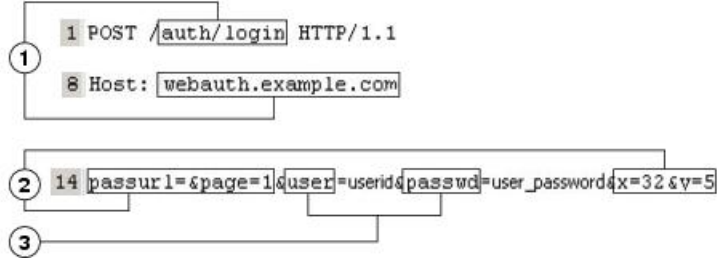 1 POST /auth/login HTTP/1.1
1
8 Host: webauth.example.com
2
14 passurl=&page=1&user=userid&passwd=user_password&x=32&y=5
3